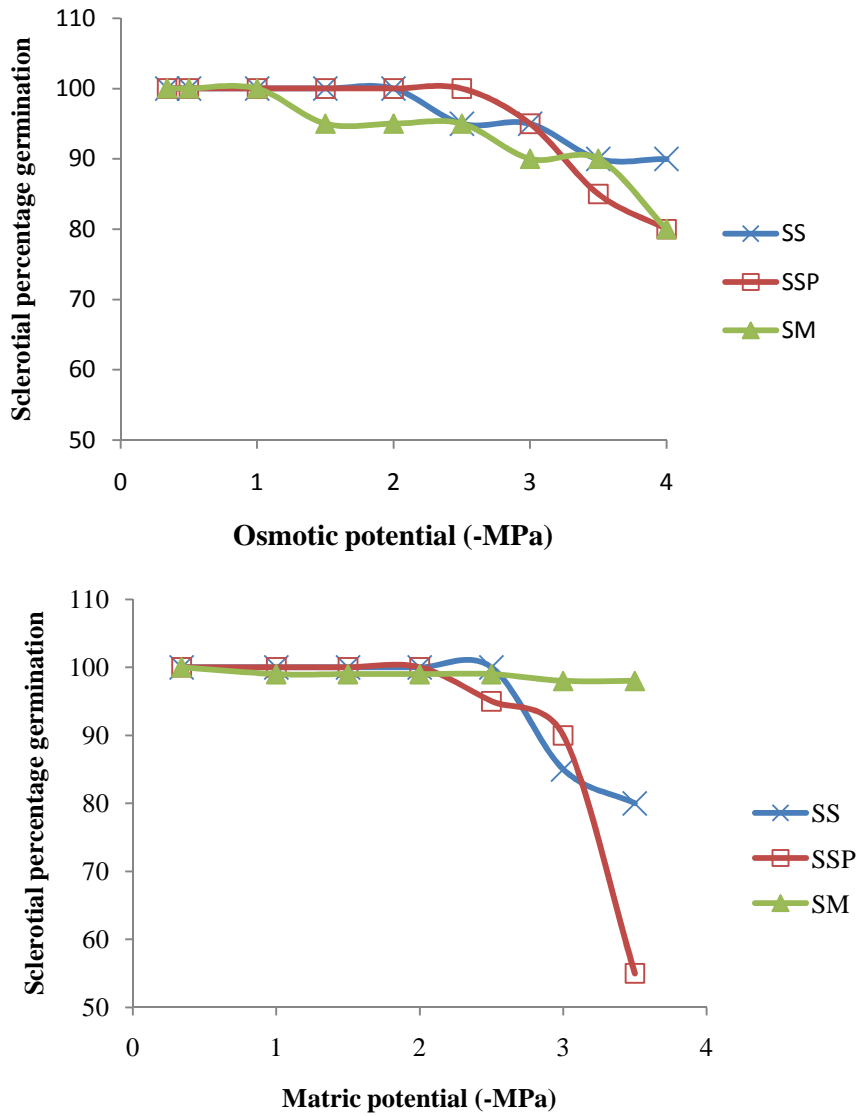 110
100
90
80
70
60
50
0 1 2 3 4
Sclerotial percentage germination
Osmotic potential (-MPa)
SS
SSP
SM
110
100
90
80
70
60
50
0 1 2 3 4
Sclerotial percentage germination
Matric potential (-MPa)
SS
SSP
SM